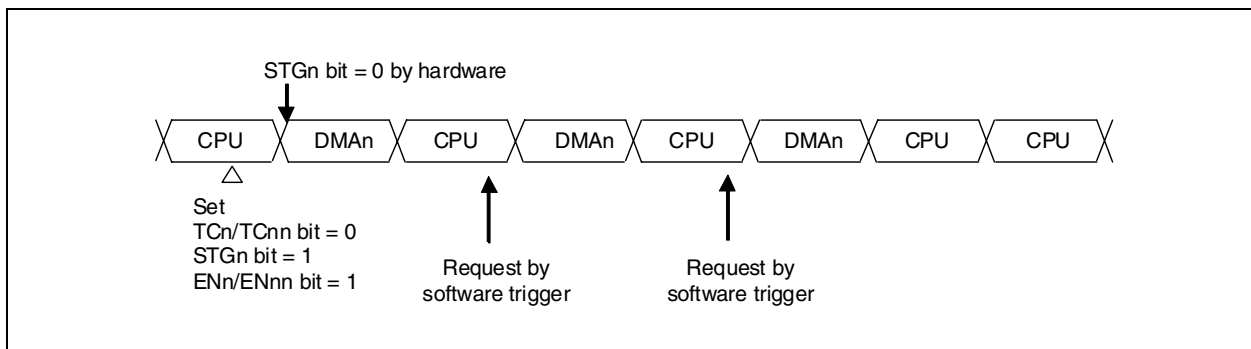 STGn bit = 0 by hardware
CPU DMAn CPU DMAn CPU DMAn CPU CPU
Set
TCn/TCnn bit = 0
STGn bit = 1
ENn/ENnn bit = 1
Request by
software trigger
Request by
software trigger